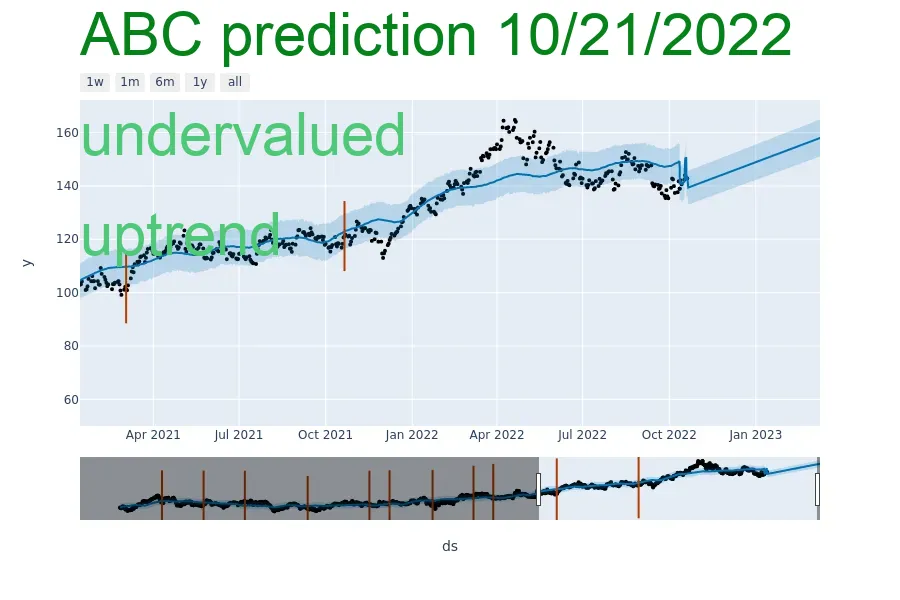 ABC prediction 10/21/2022
1w 1m 6m 1y all
undervalued
uptrend
160
140
120
100
80
60
y
Apr 2021 Jul 2021 Oct 2021 Jan 2022 Apr 2022 Jul 2022 Oct 2022 Jan 2023
ds